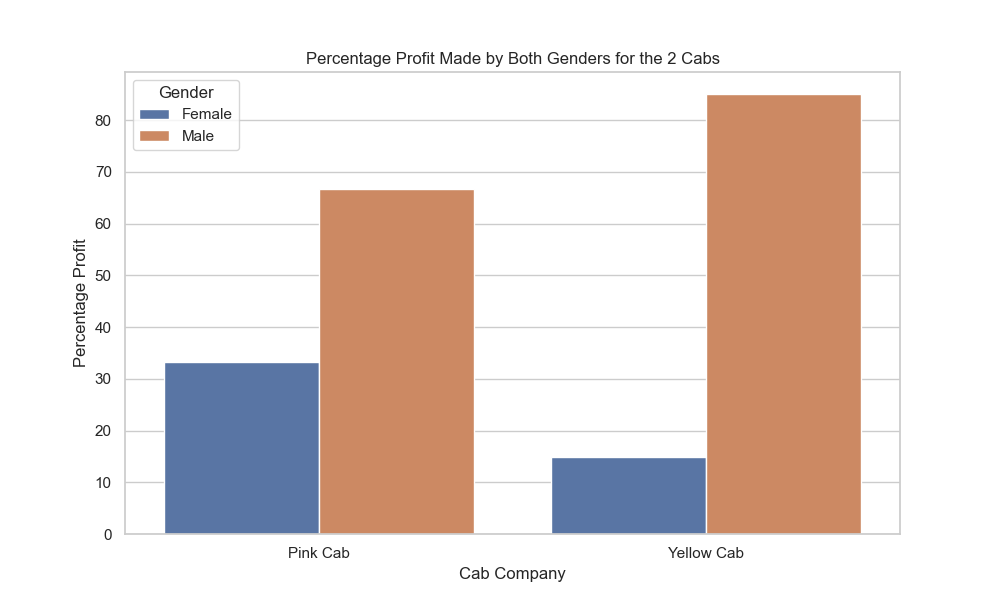 Percentage Profit Made by Both Genders for the 2 Cabs
Gender
Female
Male
Percentage Profit
80
70
60
50
40
30
20
10
0
Pink Cab
Yellow Cab
Cab Company